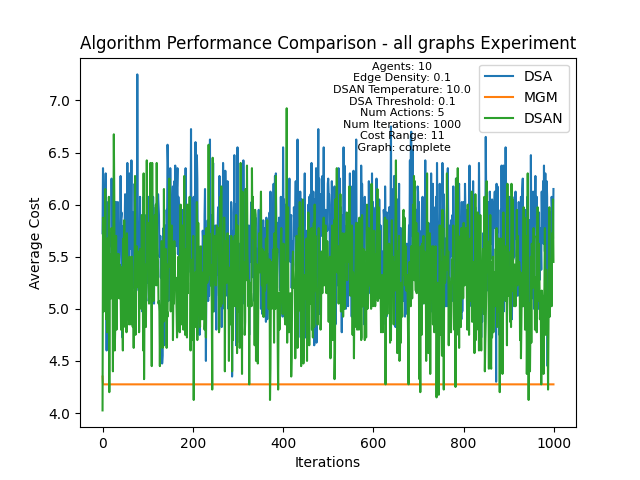 Algorithm Performance Comparison - all graphs Experiment
Agents: 10
Edge Density: 0.1
DSAN Temperature: 10.0
DSA Threshold: 0.1
Num Actions: 5
Num Iterations: 1000
Cost Range: 11
Graph: complete
DSA
MGM
DSAN
Average Cost
7.0
6.5
6.0
5.5
5.0
4.5
4.0
0 200 400 600 800 1000
Iterations